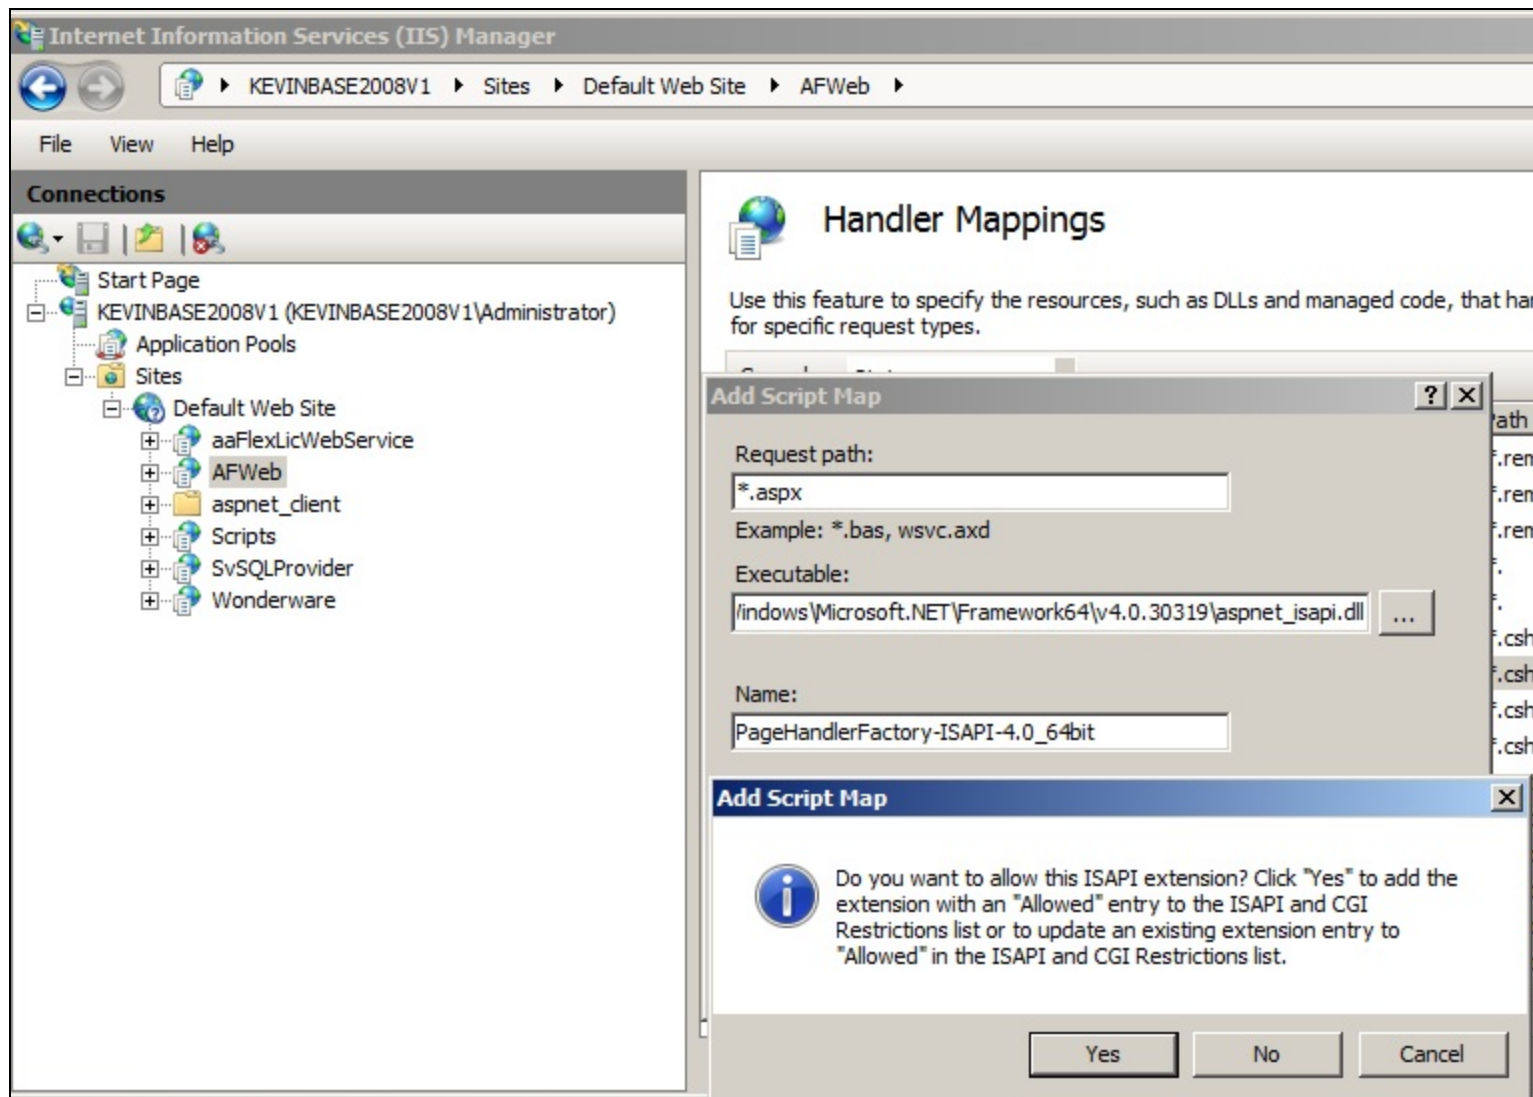 Internet Information Services (IIS) Manager
KEVINBASE2008V1 Sites Default Web Site AFWeb
File View Help
Connections
Start Page
KEVINBASE2008V1 (KEVINBASE2008V1\Administrator)
Application Pools
Sites
Default Web Site
aaFlexLicWebService
AFWeb
aspnet_client
Scripts
SvSQLProvider
Wonderware
Handler Mappings
Use this feature to specify the resources, such as DLLs and managed code, that
for specific request types.
Add Script Map
Request path:
*.aspx
Example: *.bas, wsvc.axd
Executable:
\Microsoft.NET\Framework64\v4.0.30319\aspnet_isapi.dll
...
Name:
PageHandlerFactory-ISAPI-4.0_64bit
Add Script Map
Do you want to allow this ISAPI extension? Click "Yes" to add the
extension with an "Allowed" entry to the ISAPI and CGI
Restrictions list or to update an existing extension entry to
"Allowed" in the ISAPI and CGI Restrictions list.
Yes No Cancel